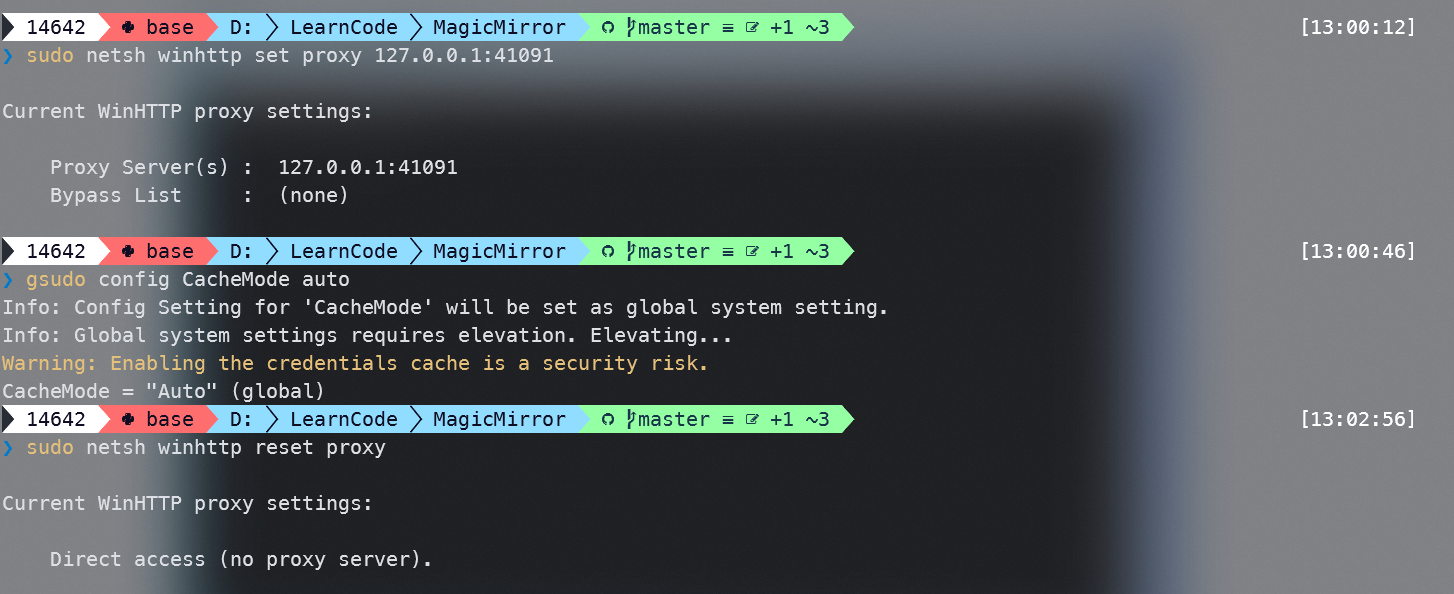 14642 base D: LearnCode MagicMirror master ≡ +1 ~3 [13:00:12]
❯ sudo netsh winhttp set proxy 127.0.0.1:41091
Current WinHTTP proxy settings:
Proxy Server(s) :  127.0.0.1:41091
Bypass List     :  (none)
14642 base D: LearnCode MagicMirror master ≡ +1 ~3 [13:00:46]
❯ gsudo config CacheMode auto
Info: Config Setting for 'CacheMode' will be set as global system setting.
Info: Global system settings requires elevation. Elevating...
Warning: Enabling the credentials cache is a security risk.
CacheMode = "Auto" (global)
14642 base D: LearnCode MagicMirror master ≡ +1 ~3 [13:02:56]
❯ sudo netsh winhttp reset proxy
Current WinHTTP proxy settings:
Direct access (no proxy server).